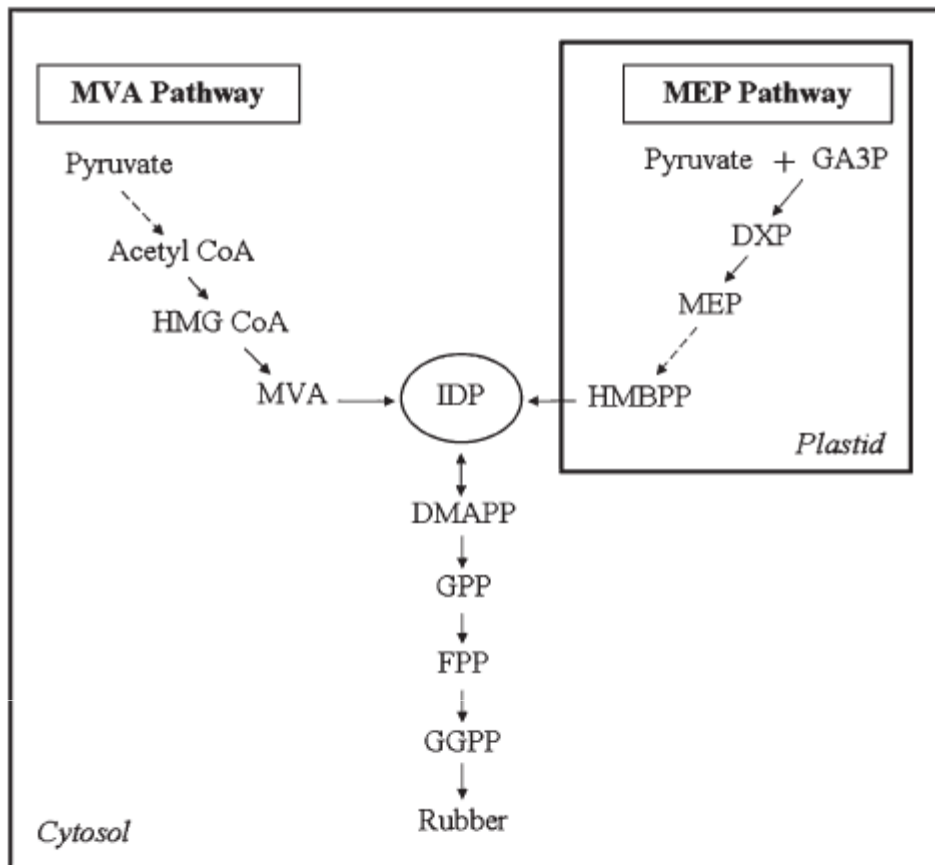 MVA Pathway
Pyruvate
Acetyl CoA
HMG CoA
MVA
IDP
MEP Pathway
Pyruvate + GA3P
DXP
MEP
HMBPP
Plastid
DMAPP
GPP
FPP
GGPP
Rubber
Cytosol